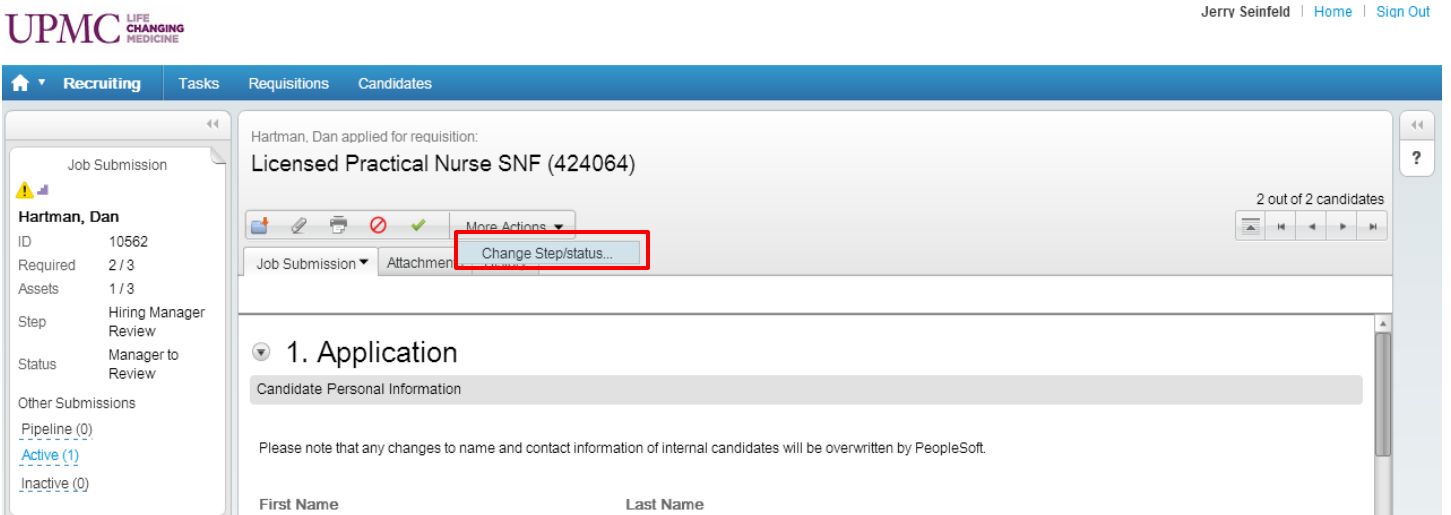 UPMC LIFE CHANGING MEDICINE
Jerry Seinfeld | Home | Sign Out
Recruiting Tasks Requisitions Candidates
Job Submission
Hartman, Dan
ID 10562
Required 2 / 3
Assets 1 / 3
Step Hiring Manager Review
Status Manager to Review
Other Submissions
Pipeline (0)
Active (1)
Inactive (0)
Hartman, Dan applied for requisition:
Licensed Practical Nurse SNF (424064)
2 out of 2 candidates
More Actions
Change Step/status...
Job Submission Attachment
?
1. Application
Candidate Personal Information
Please note that any changes to name and contact information of internal candidates will be overwritten by PeopleSoft.
First Name Last Name